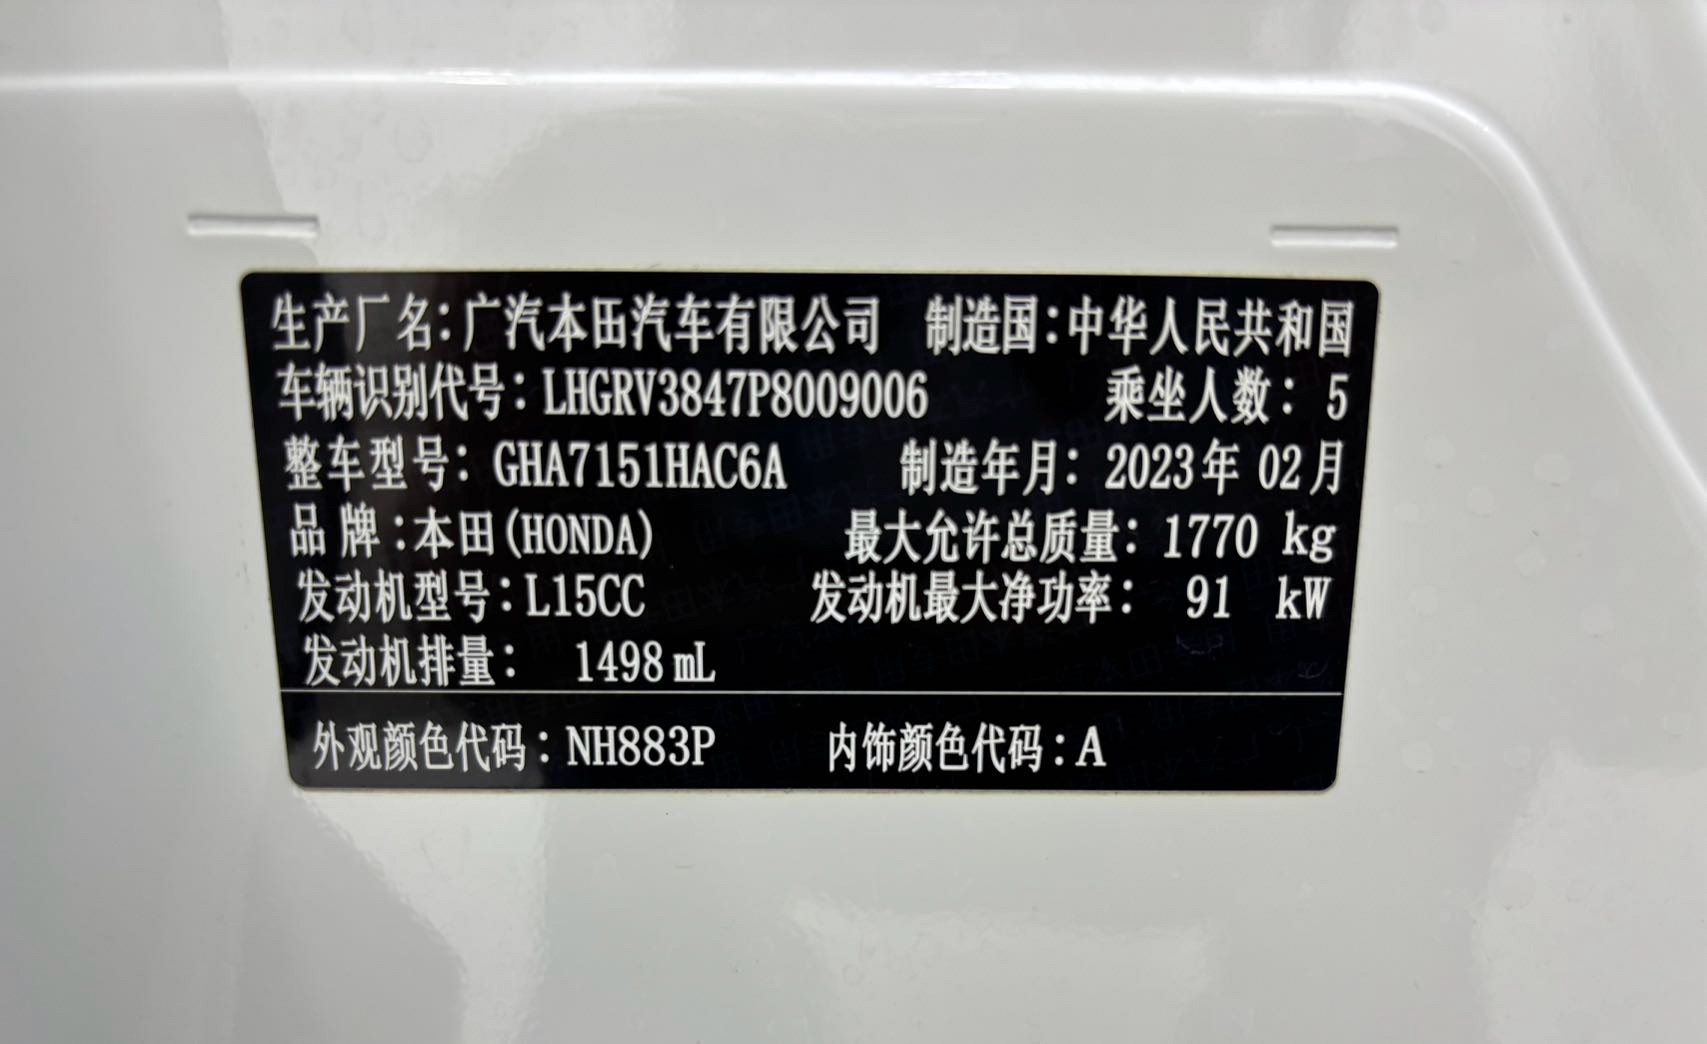 生产厂名：广汽本田汽车有限公司 制造国：中华人民共和国
车辆识别代号：LHGRV3847P8009006 乘坐人数：5
整车型号：GHA7151HAC6A 制造年月：2023年 02月
品牌：本田(HONDA) 最大允许总质量：1770 kg
发动机型号：L15CC 发动机最大净功率：91 kW
发动机排量：1498 mL
外观颜色代码：NH883P 内饰颜色代码：A